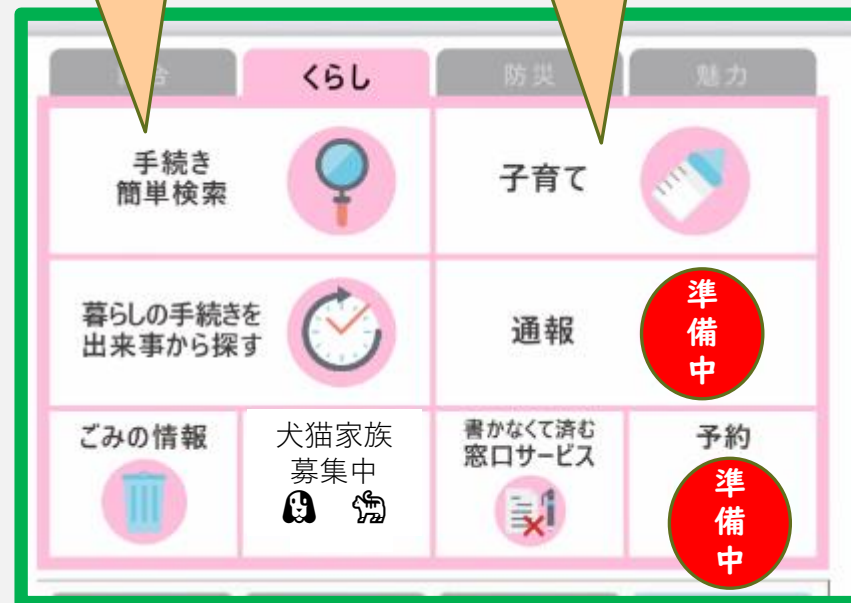 くらし
防災
魅力
手続き
簡単検索
子育て
暮らしの手続きを
出来事から探す
通報
準備中
ごみの情報
犬猫家族
募集中
書かなくて済む
窓口サービス
予約
準備中